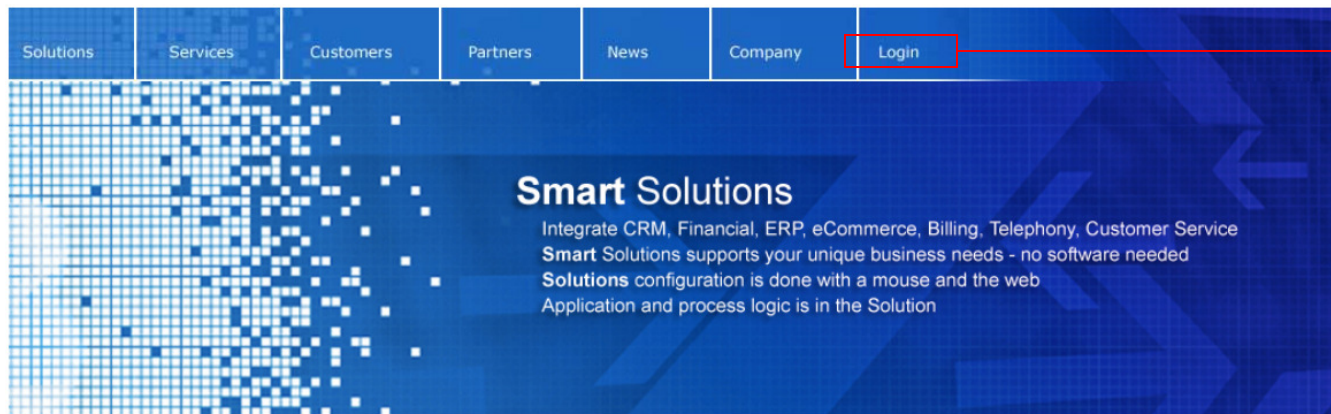 Solutions Services Customers Partners News Company Login
Smart Solutions
Integrate CRM, Financial, ERP, eCommerce, Billing, Telephony, Customer Service
Smart Solutions supports your unique business needs - no software needed
Solutions configuration is done with a mouse and the web
Application and process logic is in the Solution